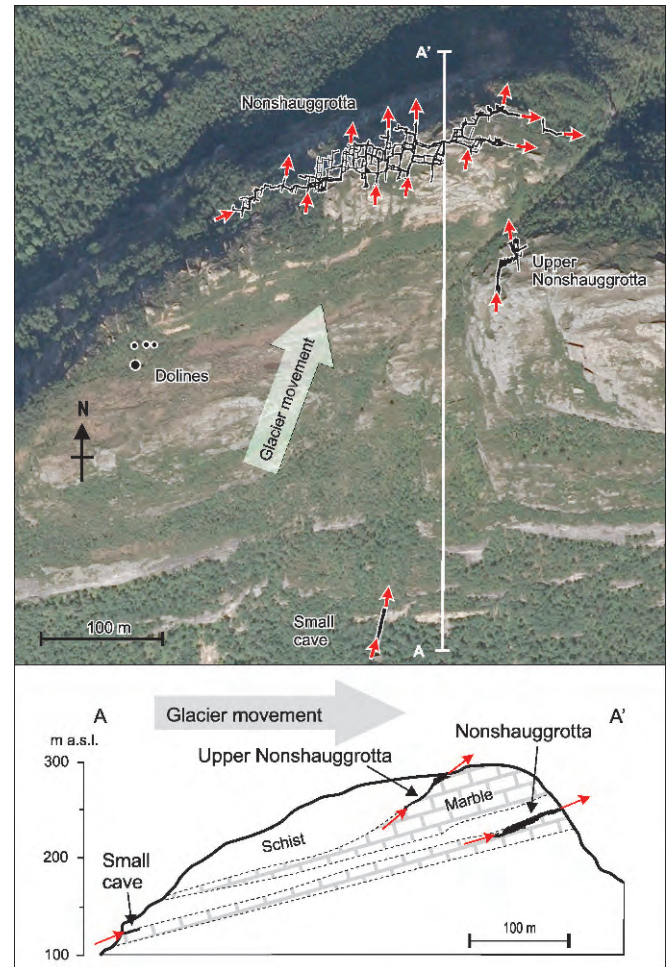 A'
Nonshauggrotta
Upper
Nonshauggrotta
Glacier movement
Dolines
N
100 m
Small
cave
A
A
Glacier movement
A'
m a.s.l.
Upper Nonshauggrotta
Nonshauggrotta
300
Marble
Schist
200
Small
cave
100 m
100